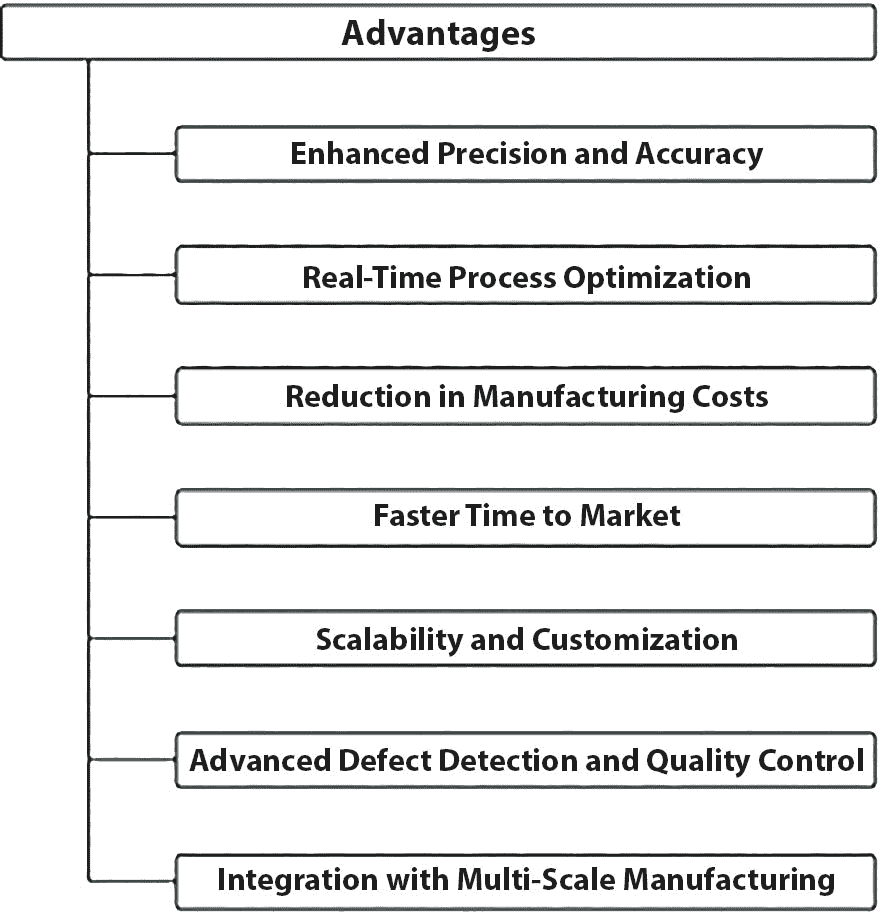 Advantages
Enhanced Precision and Accuracy
Real-Time Process Optimization
Reduction in Manufacturing Costs
Faster Time to Market
Scalability and Customization
Advanced Defect Detection and Quality Control
Integration with Multi-Scale Manufacturing